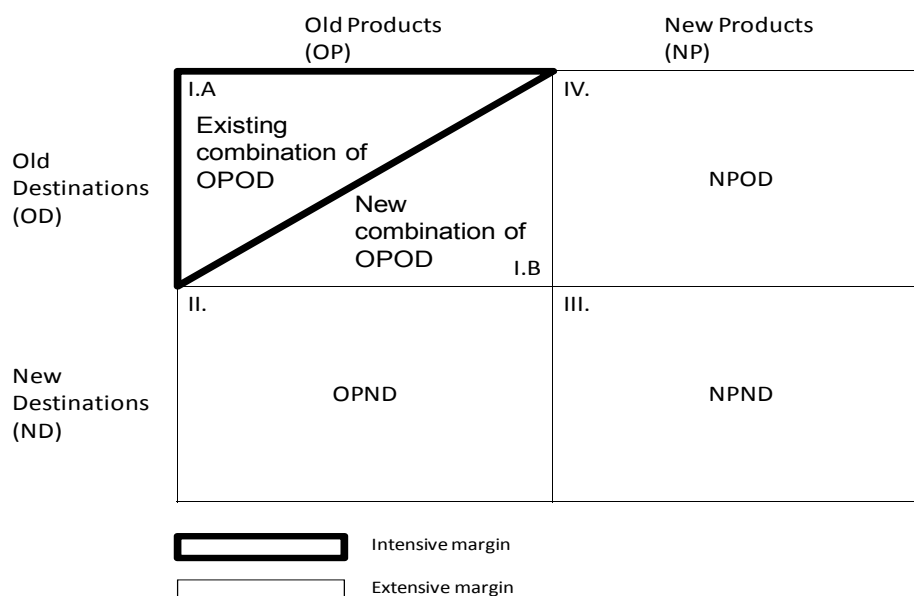 Old Products
(OP)
New Products
(NP)
Old
Destinations
(OD)
I.A
Existing
combination of
OPOD
New
combination of
OPOD
I.B
IV.
NPOD
New
Destinations
(ND)
II.
OPND
III.
NPND
Intensive margin
Extensive margin